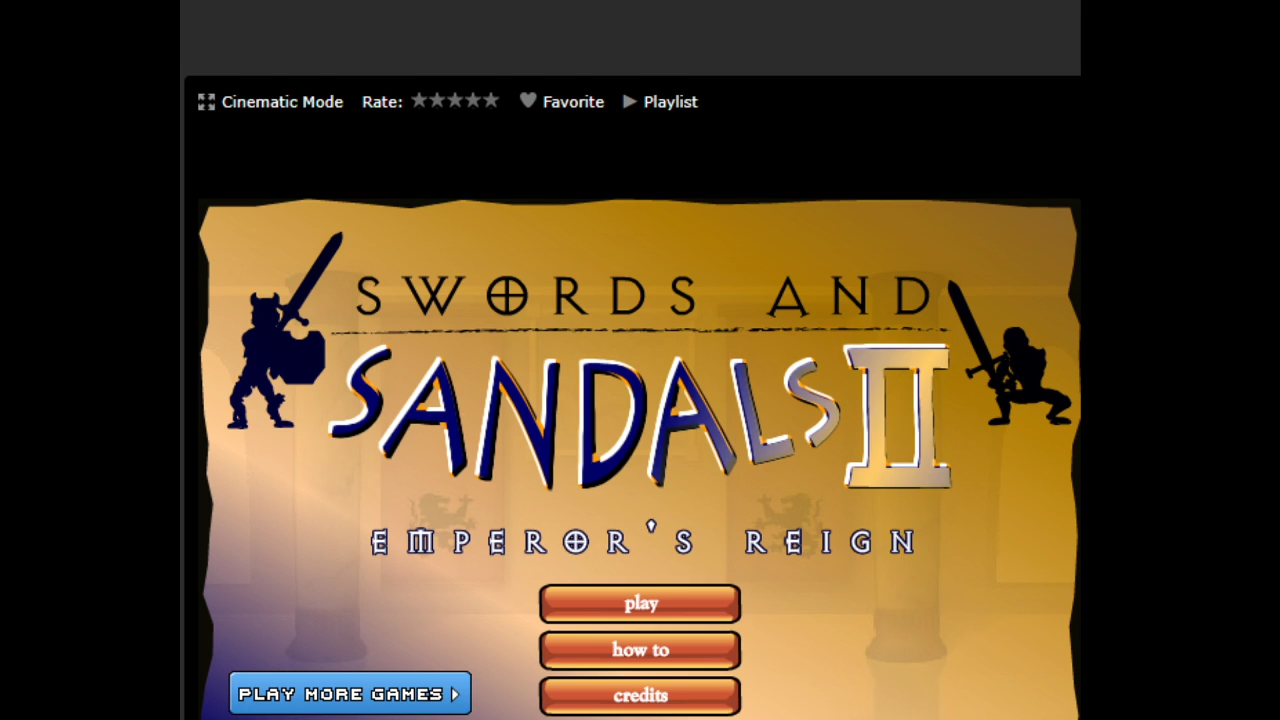 Cinematic Mode Rate: Favorite Playlist
SWORDS AND
SANDALS II
EMPEROR'S REIGN
play
how to
PLAY MORE GAMES
credits